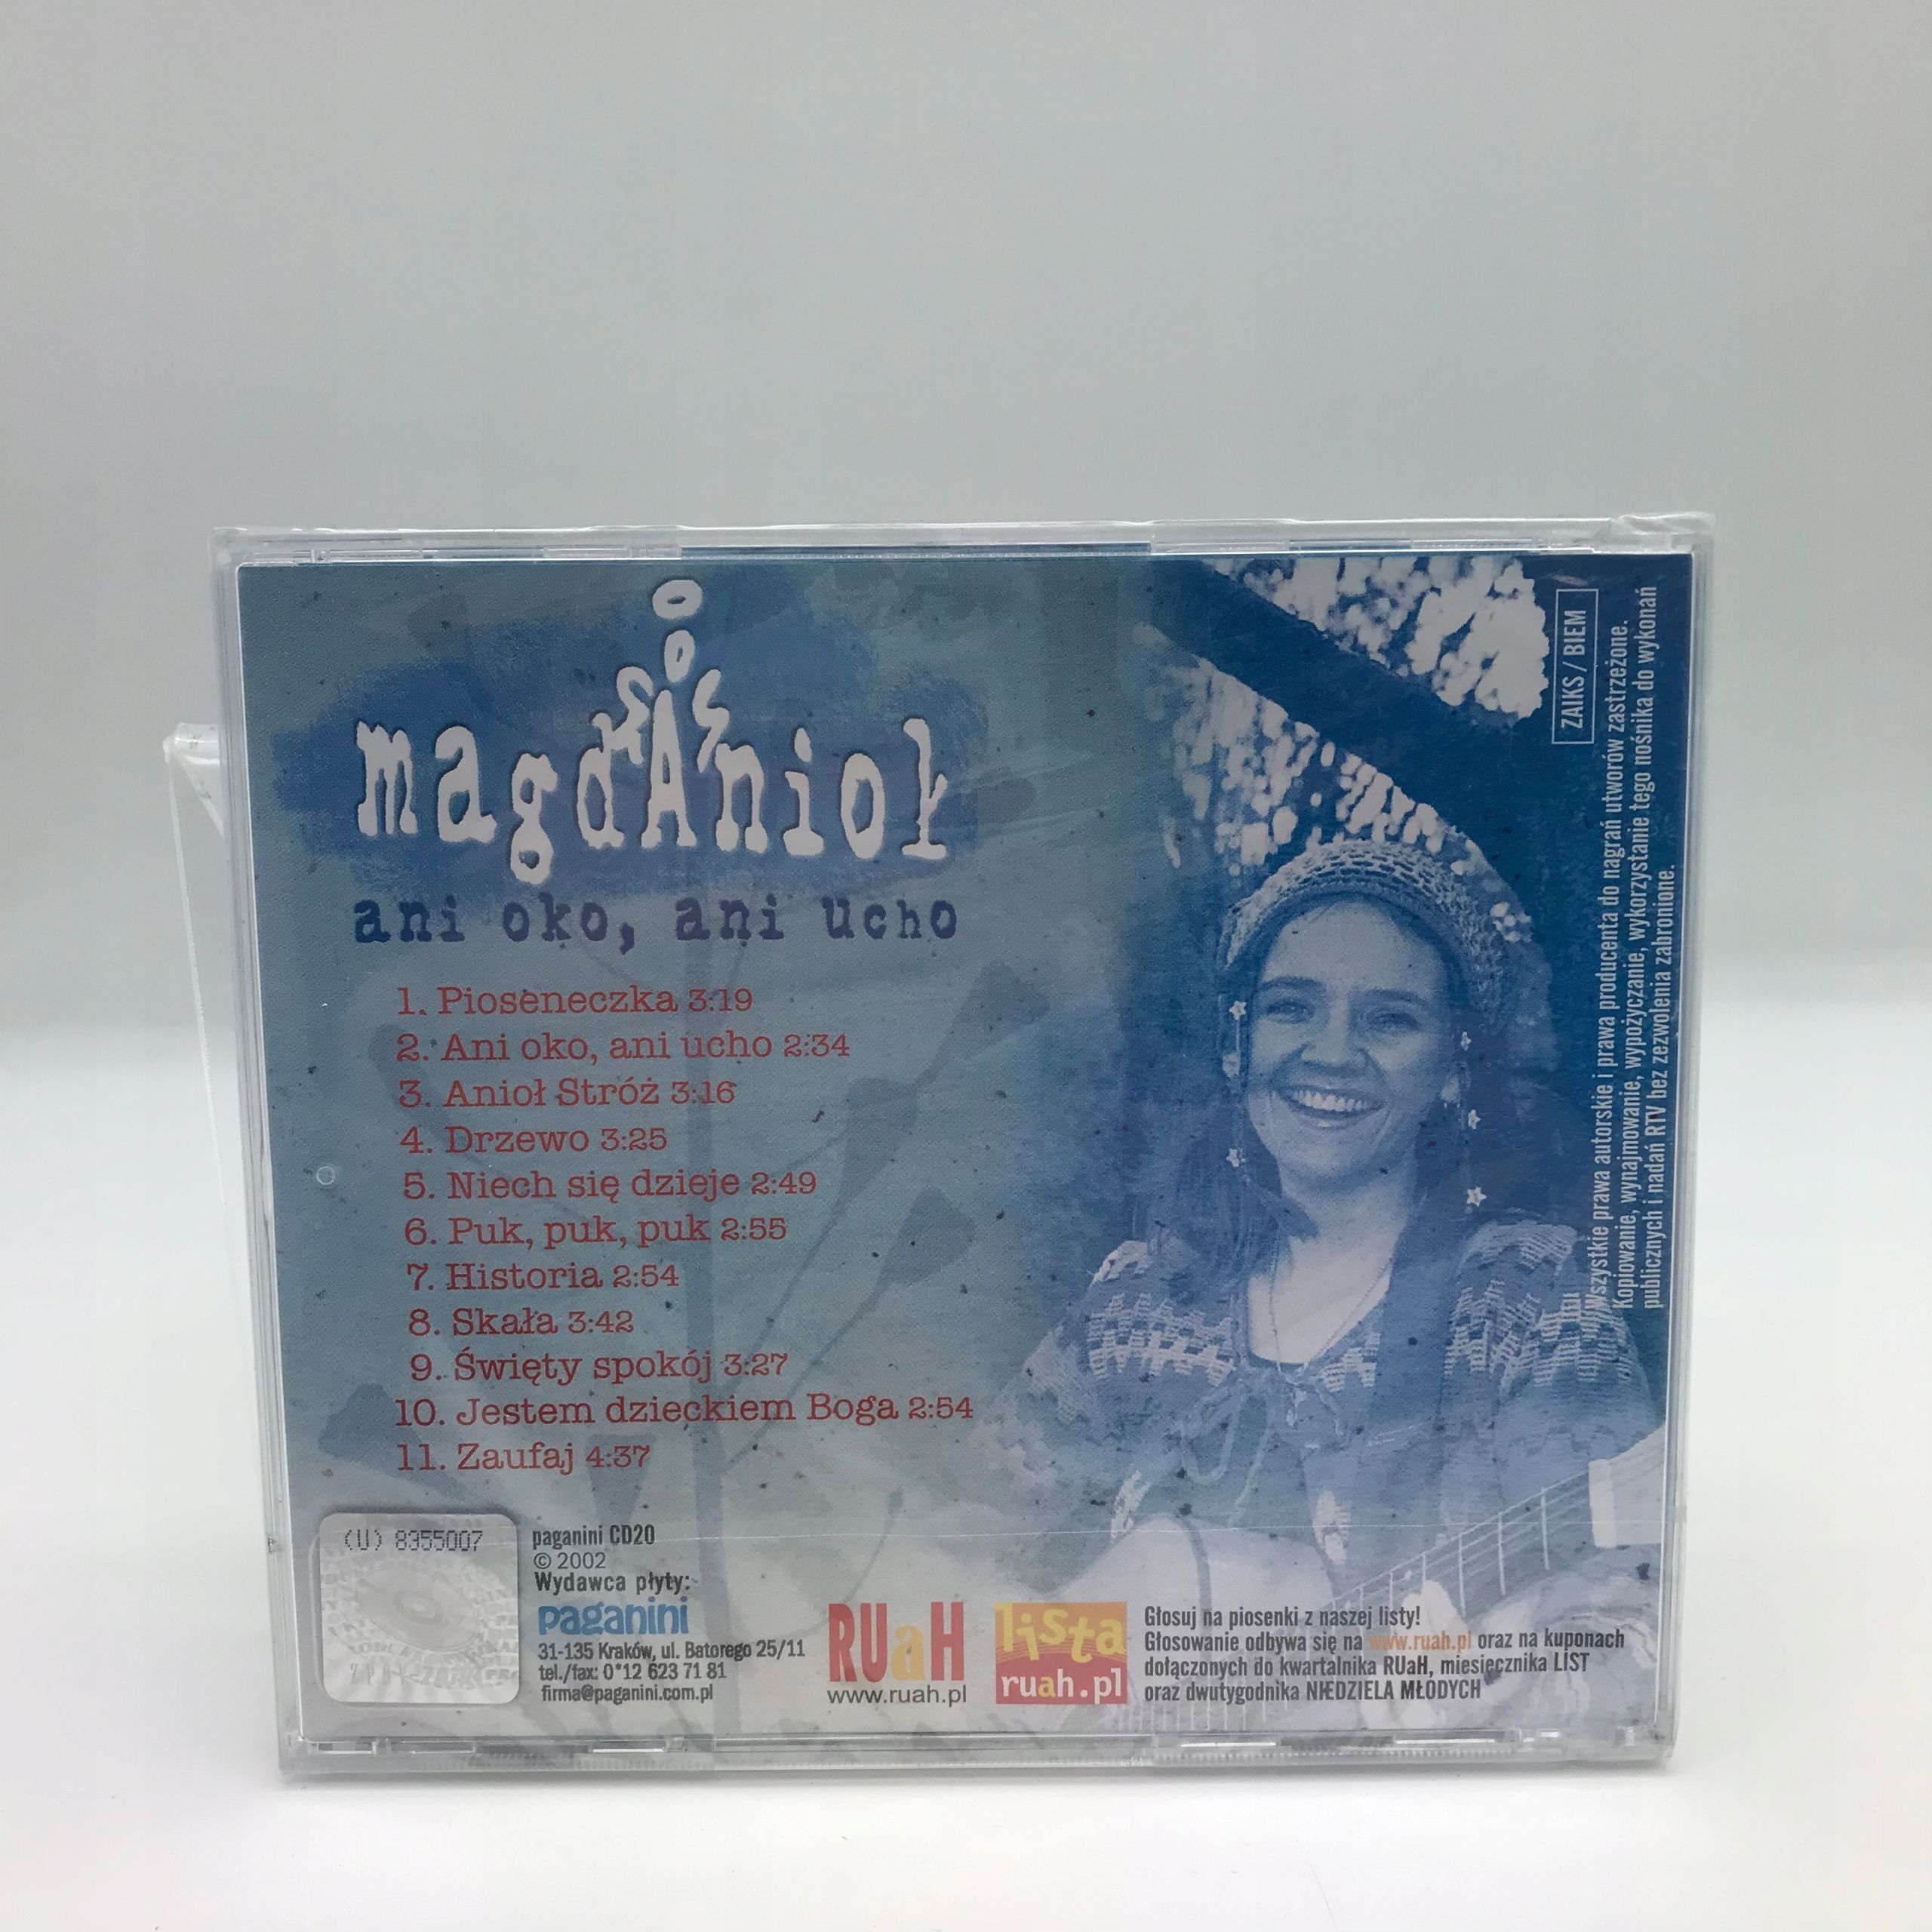 magdAnioł
ani oko, ani ucho
1. Pioseneczka 3:19
2. Ani oko, ani ucho 2:34
3. Anioł Stróż 3:16
4. Drzewo 3:25
5. Niech się dzieje 2:49
6. Puk, puk, puk 2:55
7. Historia 2:54
8. Skała 3:42
9. Święty spokój 3:27
10. Jestem dzieckiem Boga 2:54
11. Zaufaj 4:37
(U) 8355007
paganini CD20
© 2002
Wydawca płyty:
paganini
31-135 Kraków, ul. Batorego 25/11
tel./fax: 0*12 623 71 81
firma@paganini.com.pl
RUaH
www.ruah.pl
lista
ruah.pl
Głosuj na piosenki z naszej listy!
Głosowanie odbywa się na www.ruah.pl oraz na kuponach
dołączonych do kwartalnika RUaH, miesięcznika LIST
oraz dwutygodnika NIEDZIELA MŁODYCH
ZAIKS / BIEM
Wszystkie prawa autorskie i prawa producenta do nagrań utworów zastrzeżone.
Kopiowanie, wynajmowanie, wypożyczanie, wykorzystanie tego nośnika do wykonań
publicznych i nadań RTV bez zezwolenia zabronione.